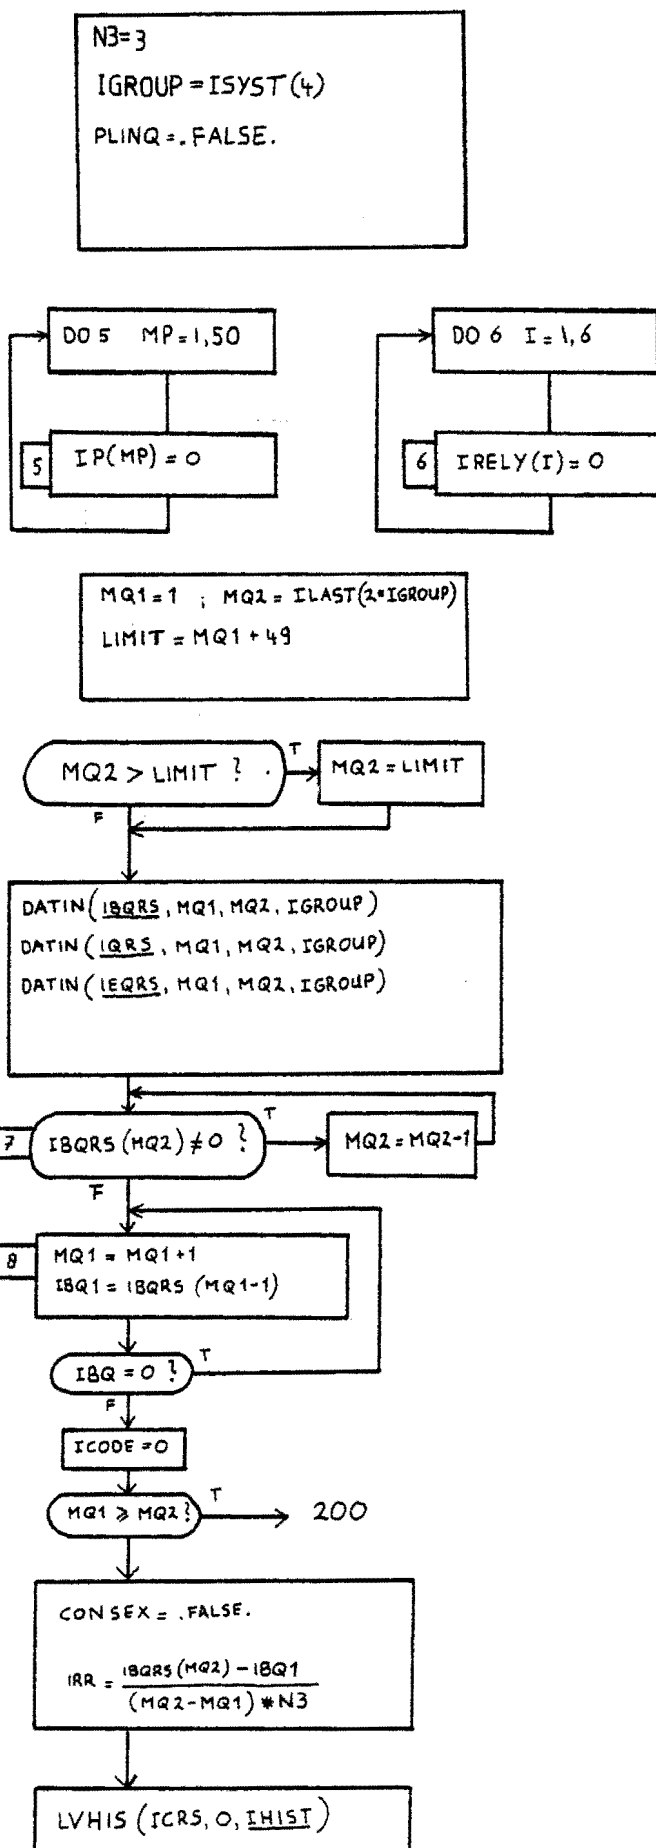 N3=3
IGROUP = ISYST(4)
PLINQ = .FALSE.
DO 5 MP=1,50
5 IP(MP) = 0
DO 6 I=1,6
6 IRELY(I)=0
MQ1=1 ; MQ2= ILAST(2*IGROUP)
LIMIT = MQ1+49
MQ2 > LIMIT ? . T
MQ2=LIMIT
F
DATIN(IBQRS, MQ1, MQ2, IGROUP)
DATIN(IQRS, MQ1, MQ2, IGROUP)
DATIN(IEQRS, MQ1, MQ2, IGROUP)
7 IBQRS(MQ2)≠0 ? T
MQ2=MQ2-1
F
8 MQ1 = MQ1+1
IBQ1 = IBQRS (MQ1-1)
IBQ=0 ? T
F
ICODE=0
MQ1 ⩾ MQ2? T 200
CONSEX = .FALSE.
IRR = IBQRS(MQ2)-IBQ1
(MQ2-MQ1)*N3
LVHIS (ICRS, 0, IHIST)